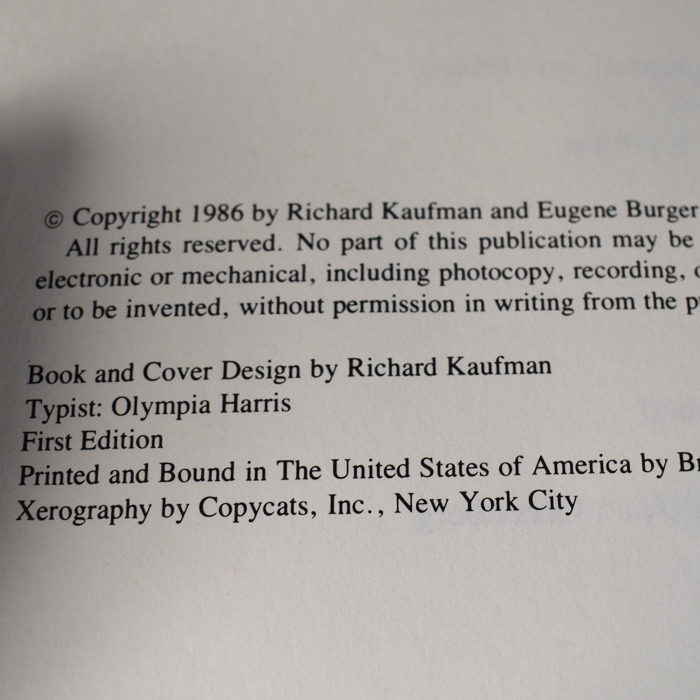 © Copyright 1986 by Richard Kaufman and Eugene Burger
All rights reserved. No part of this publication may be
electronic or mechanical, including photocopy, recording,
or to be invented, without permission in writing from the
Book and Cover Design by Richard Kaufman
Typist: Olympia Harris
First Edition
Printed and Bound in The United States of America by
Xerography by Copycats, Inc., New York City